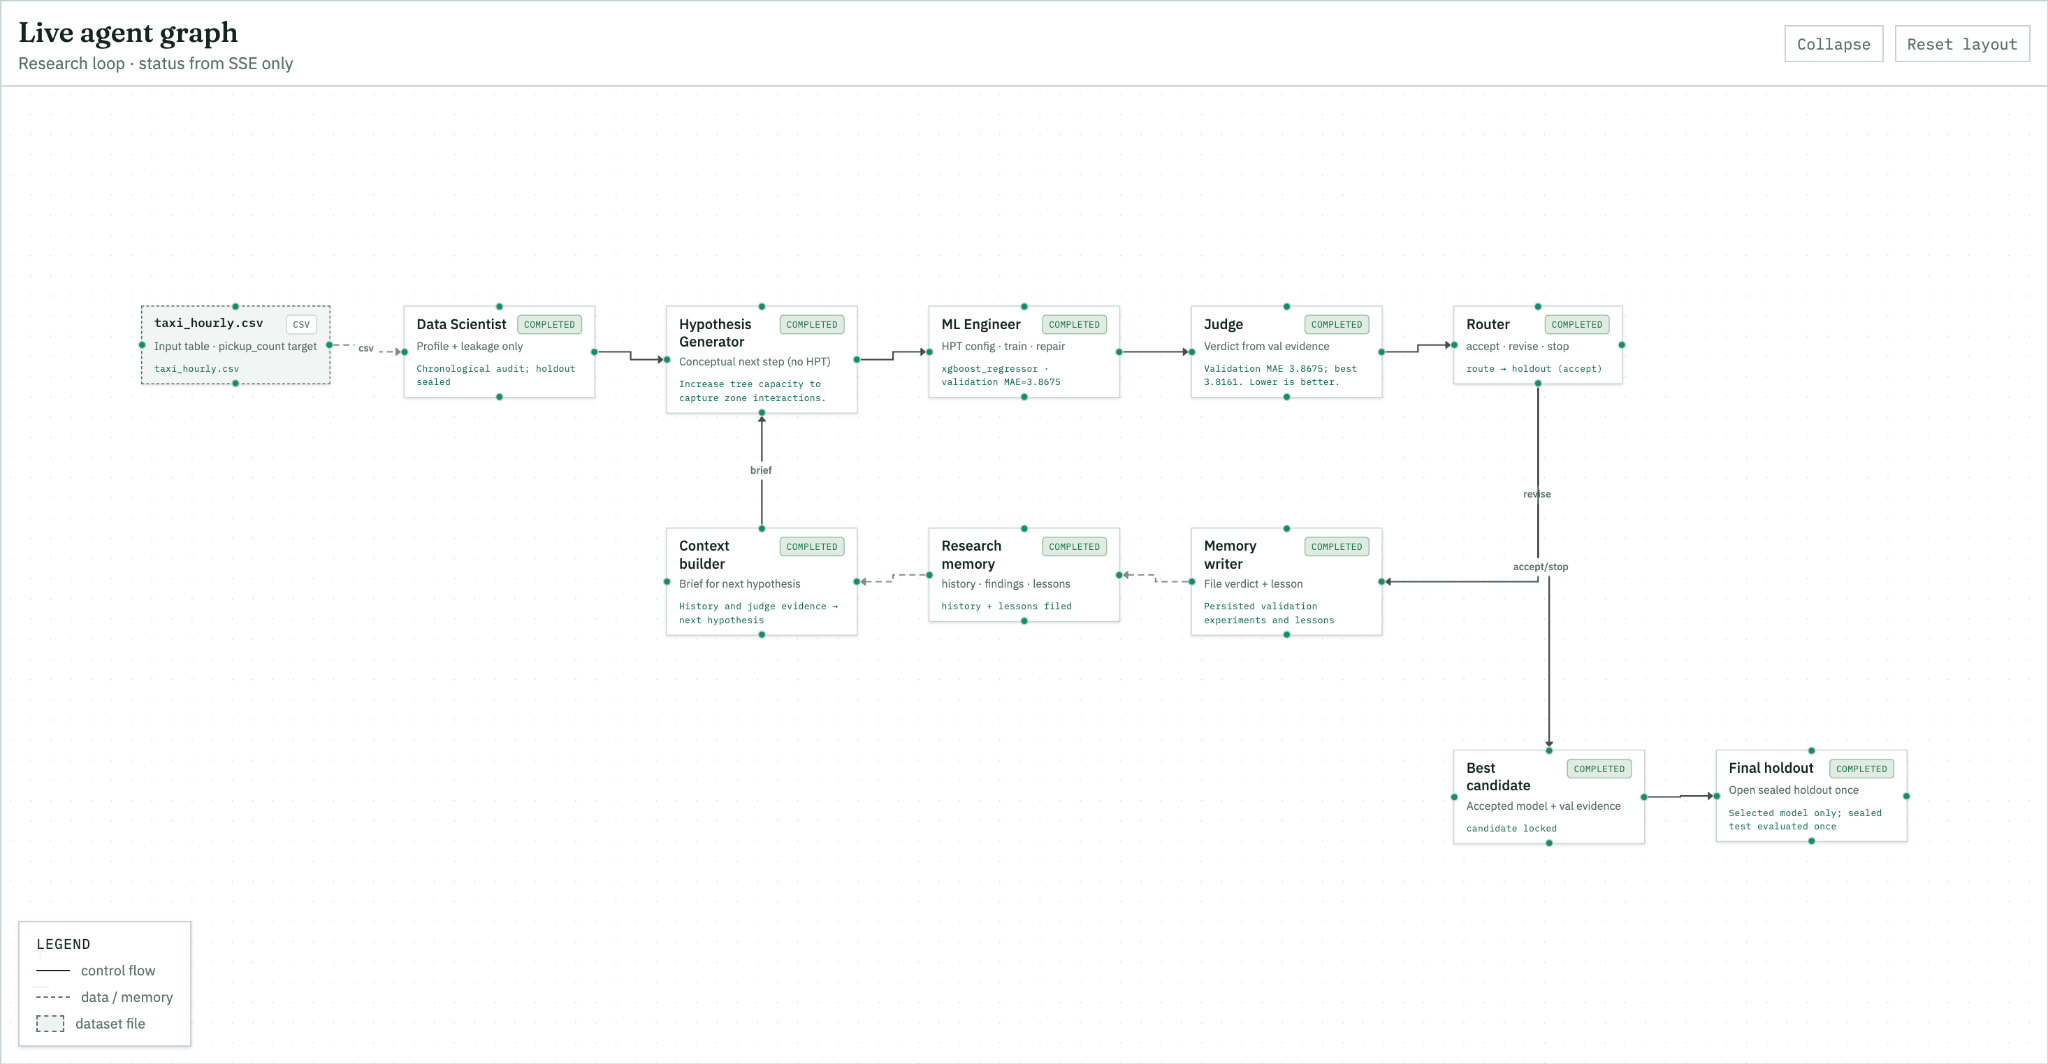 Live agent graph
Research loop · status from SSE only
Collapse
Reset layout
taxi_hourly.csv
CSV
Input table · pickup_count target
taxi_hourly.csv
csv
Data Scientist
COMPLETED
Profile + leakage only
Chronological audit; holdout
sealed
Hypothesis
Generator
COMPLETED
Conceptual next step (no HPT)
Increase tree capacity to
capture zone interactions.
ML Engineer
COMPLETED
HPT config · train · repair
xgboost_regressor ·
validation MAE=3.8675
Judge
COMPLETED
Verdict from val evidence
Validation MAE 3.8675; best
3.8161. Lower is better.
Router
COMPLETED
accept · revise · stop
route → holdout (accept)
brief
revise
accept/stop
Context
builder
COMPLETED
Brief for next hypothesis
History and judge evidence →
next hypothesis
Research
memory
COMPLETED
history · findings · lessons
history + lessons filed
Memory
writer
COMPLETED
File verdict + lesson
Persisted validation
experiments and lessons
Best
candidate
COMPLETED
Accepted model + val evidence
candidate locked
Final holdout
COMPLETED
Open sealed holdout once
Selected model only; sealed
test evaluated once
LEGEND
control flow
data / memory
dataset file